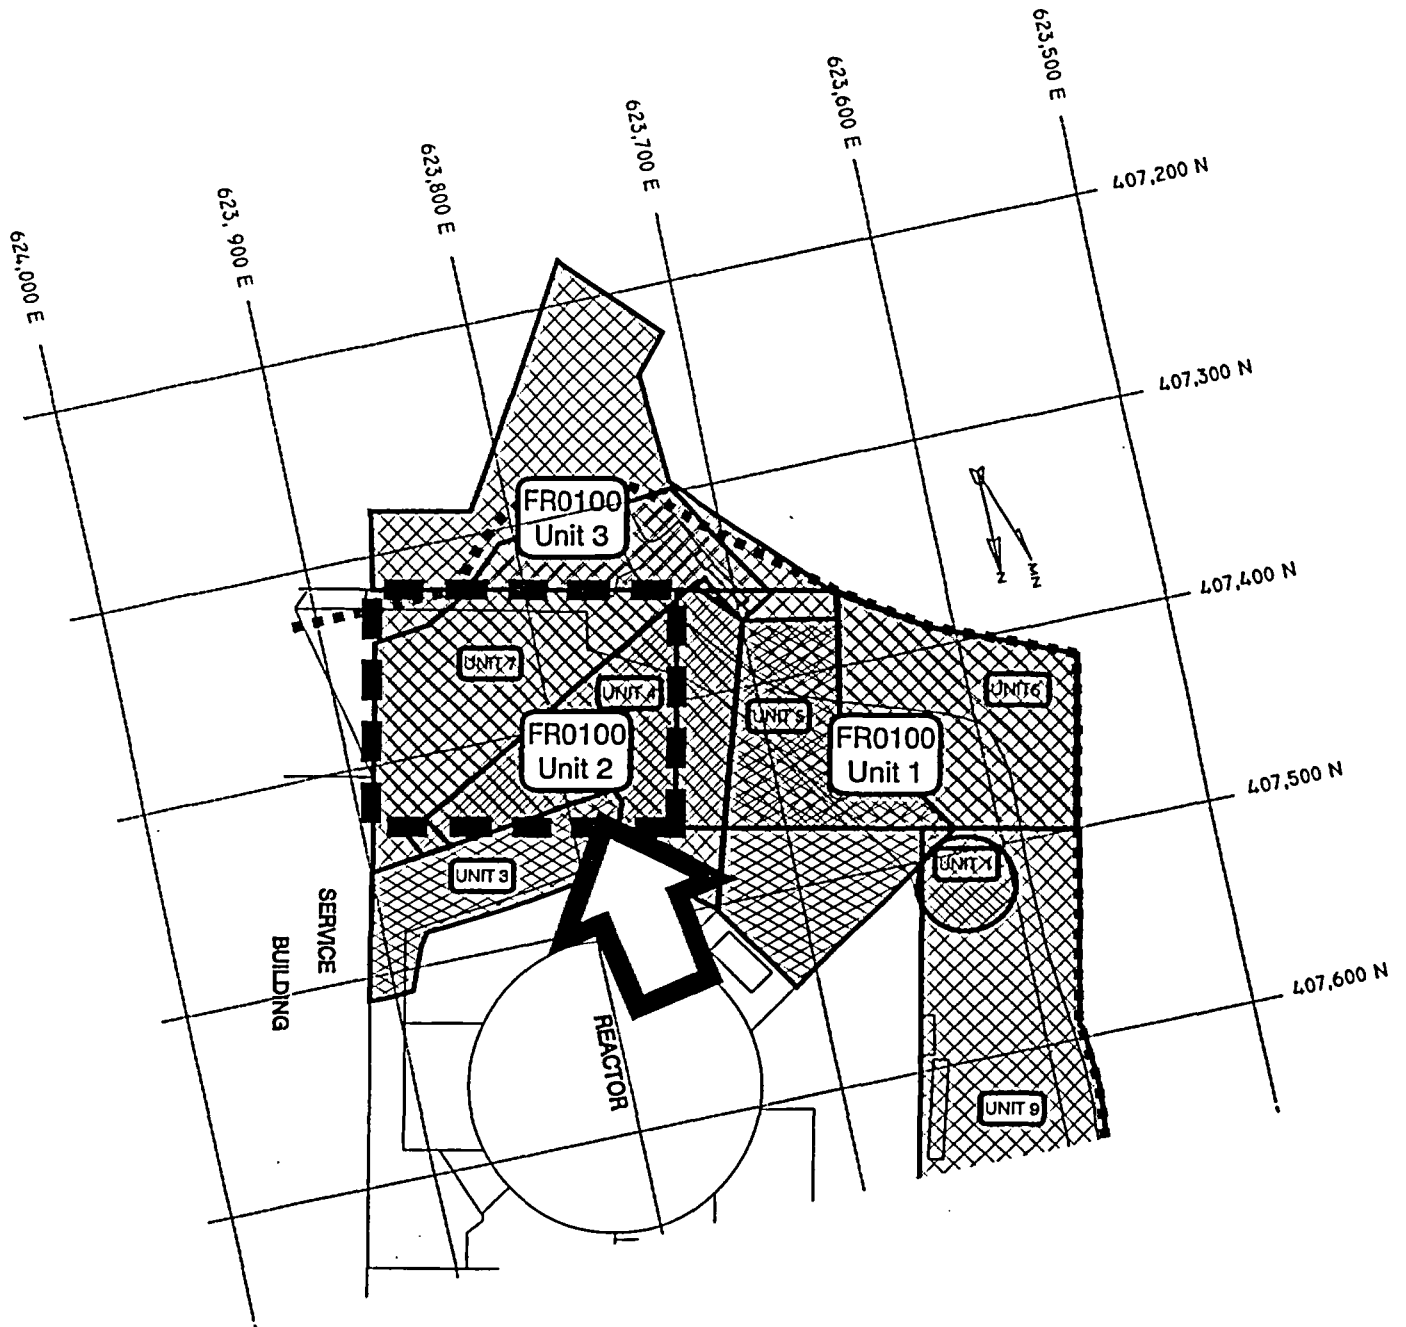 623,500 E
623,600 E
623,700 E
623,800 E
623, 900 E
624,000 E
407,200 N
407,300 N
407,400 N
407,500 N
407,600 N
N
MN
FR0100
Unit 3
UNIT 7
UNIT 4
UNIT 5
UNIT 6
FR0100
Unit 2
FR0100
Unit 1
UNIT 3
UNIT 1
UNIT 9
SERVICE
BUILDING
REACTOR